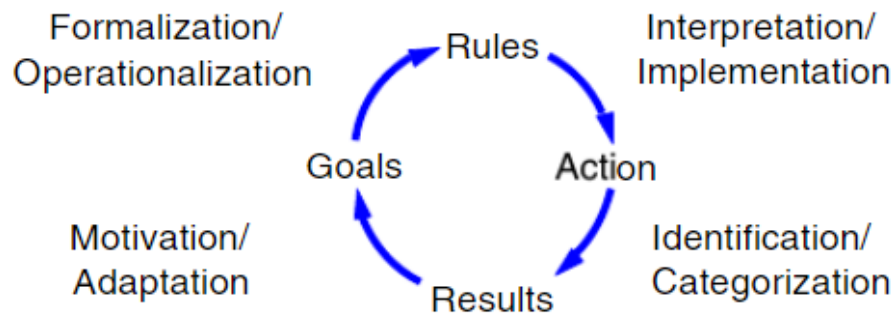 Formalization/
Operationalization
Rules
Interpretation/
Implementation
Goals
Action
Motivation/
Adaptation
Results
Identification/
Categorization